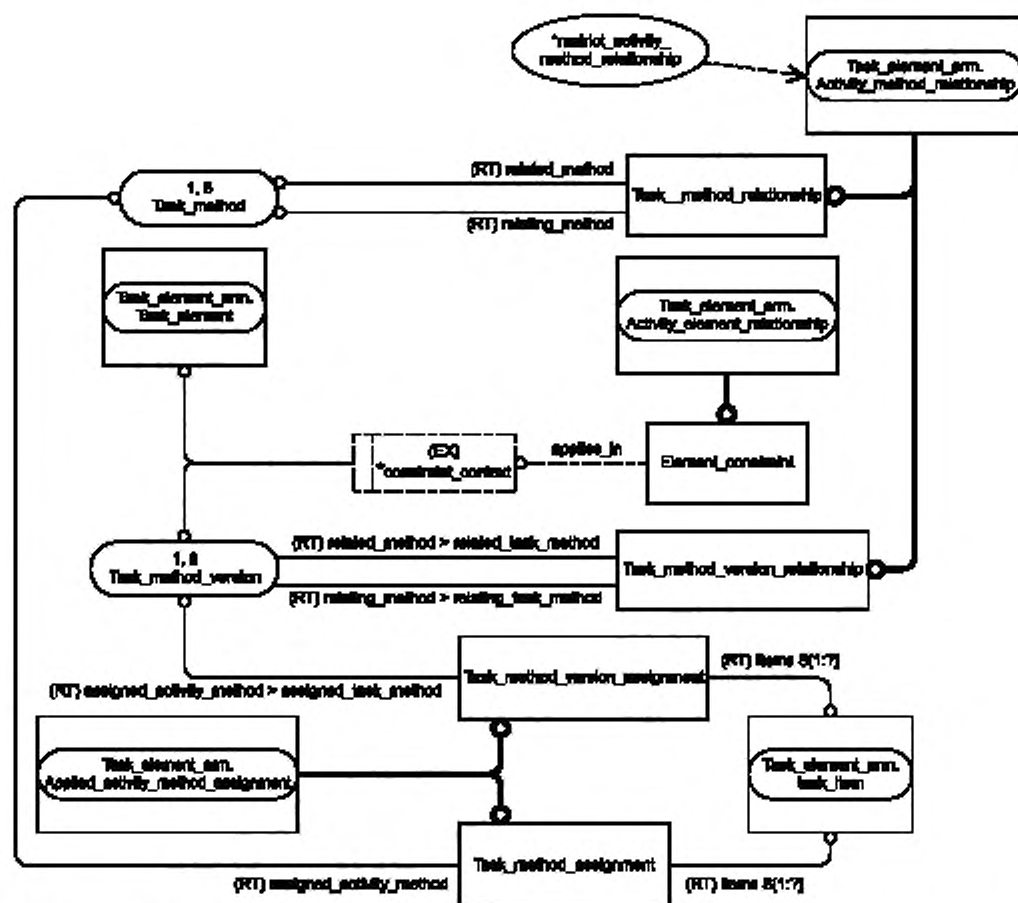 *restrict_activity_
method_relationship
Task_element_arm.
Activity_method_relationship
(RT) related_method
1, 5
Task_method
Task__method_relationship
(RT) relating_method
Task_element_arm.
Task_element
Task_element_arm.
Activity_element_relationship
(EX)
*constraint_context
applies_in
Element_constraint
(RT) related_method > related_task_method
1,
Task_method_version
Task_method_version_relationship
(RT) relating_method > relating_task_method
Task_method_version_assignment
(RT) items S[1:?]
(RT) assigned_activity_method > assigned_task_method
Task_element_arm.
Applied_activity_method_assignment
Task_element_arm.
task_item
Task_method_assignment
(RT) assigned_activity_method
(RT) items S[1:?]